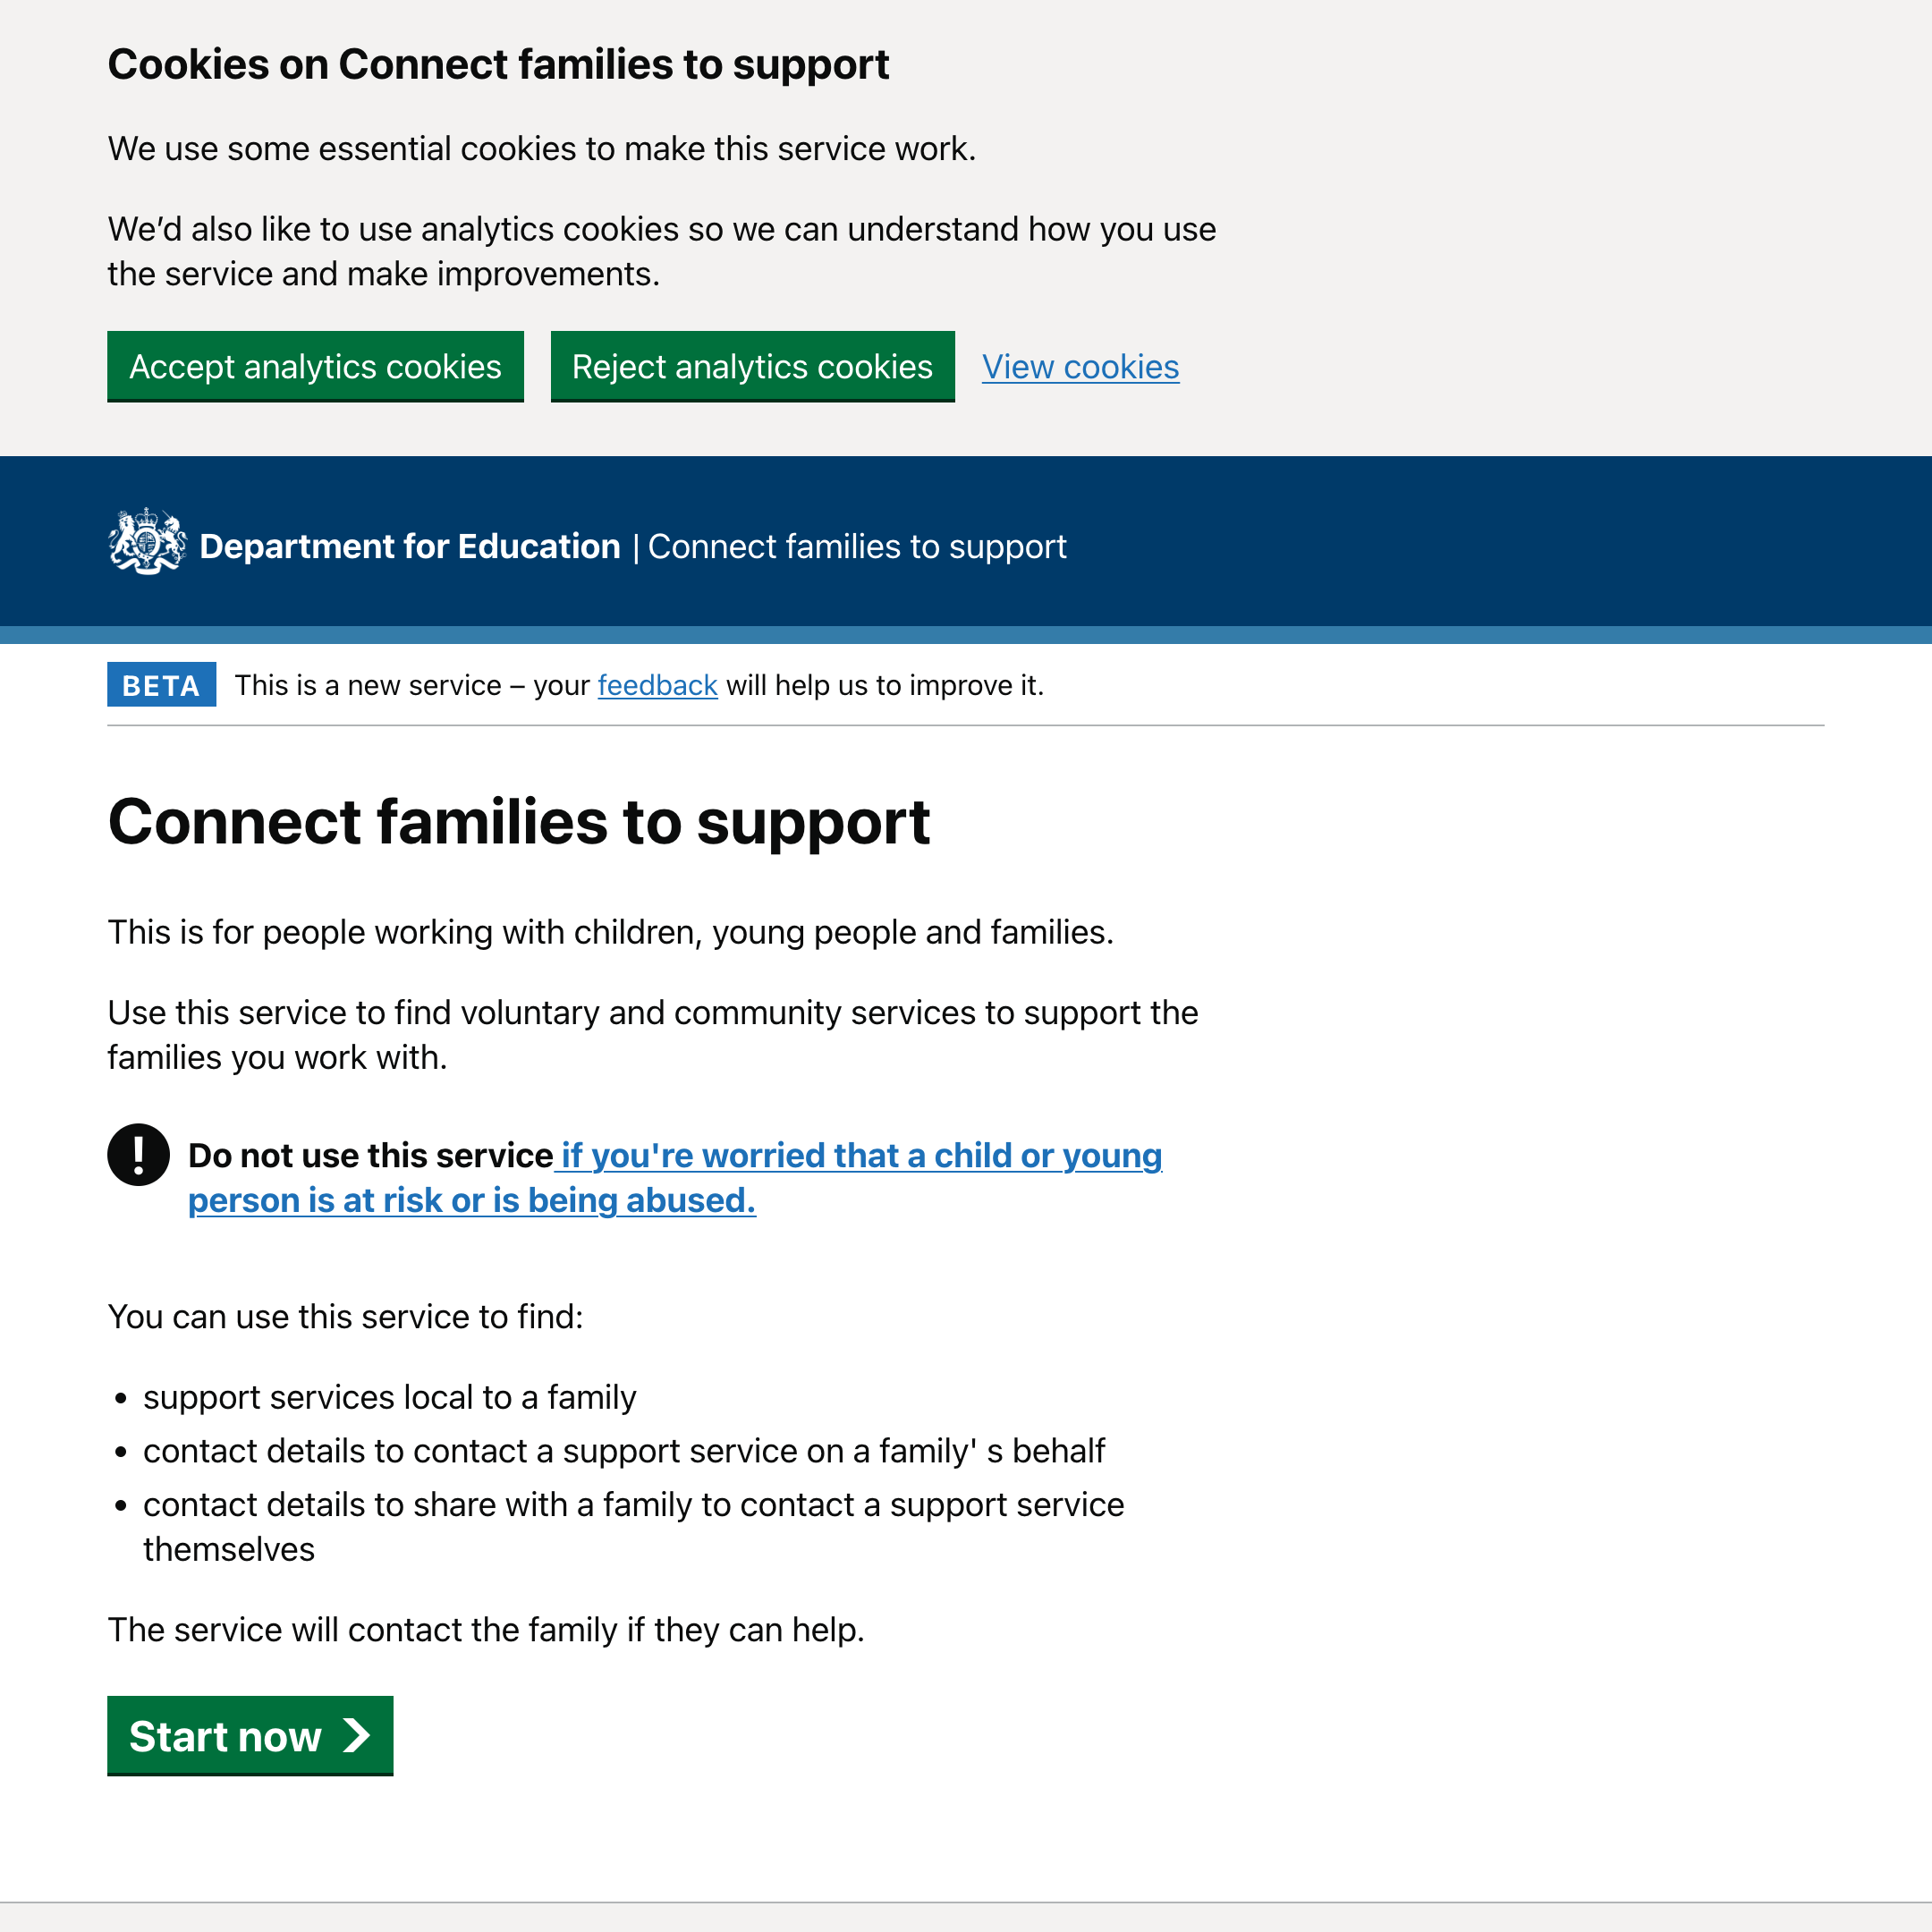 Cookies on Connect families to support
We use some essential cookies to make this service work.
We’d also like to use analytics cookies so we can understand how you use
the service and make improvements.
Accept analytics cookies Reject analytics cookies View cookies
Department for Education | Connect families to support
BETA This is a new service – your feedback will help us to improve it.
Connect families to support
This is for people working with children, young people and families.
Use this service to find voluntary and community services to support the
families you work with.
! Do not use this service if you're worried that a child or young
person is at risk or is being abused.
You can use this service to find:
• support services local to a family
• contact details to contact a support service on a family' s behalf
• contact details to share with a family to contact a support service
themselves
The service will contact the family if they can help.
Start now